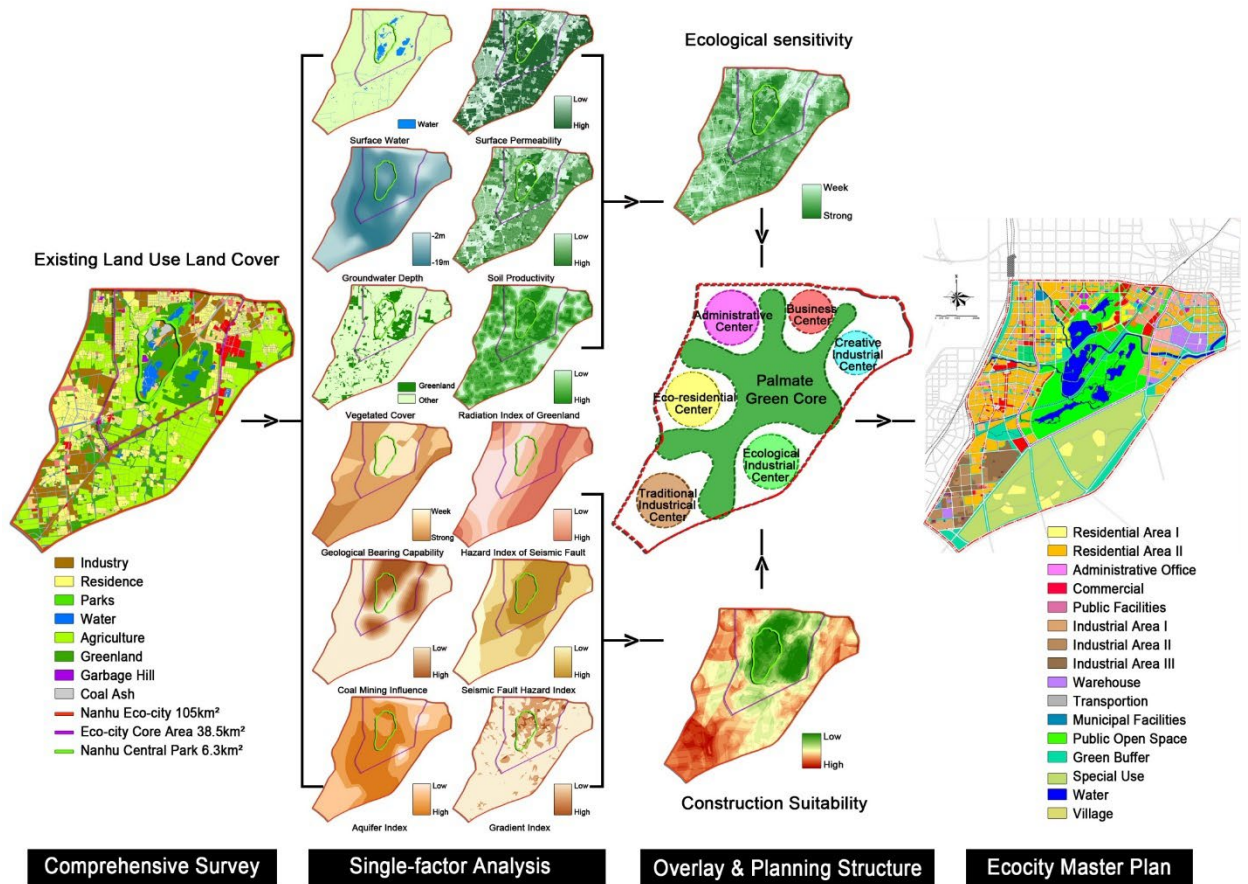 Existing Land Use Land Cover
Industry
Residence
Parks
Water
Agriculture
Greenland
Garbage Hill
Coal Ash
Nanhu Eco-city 105km²
Eco-city Core Area 38.5km²
Nanhu Central Park 6.3km²
Comprehensive Survey
Water
Surface Water
Low
High
Surface Permeability
-2m
-19m
Groundwater Depth
Low
High
Soil Productivity
Greenland
Other
Vegetated Cover
Low
High
Radiation Index of Greenland
Week
Strong
Geological Bearing Capability
Low
High
Hazard Index of Seismic Fault
Low
High
Coal Mining Influence
Low
High
Seismic Fault Hazard Index
Low
High
Aquifer Index
Low
High
Gradient Index
Single-factor Analysis
Ecological sensitivity
Week
Strong
Administrative
Center
Business
Center
Creative
Industrial
Center
Palmate
Green Core
Eco-residential
Center
Ecological
Industrial
Center
Traditional
Industrical
Center
Low
High
Construction Suitability
Overlay & Planning Structure
Residential Area I
Residential Area II
Administrative Office
Commercial
Public Facilities
Industrial Area I
Industrial Area II
Industrial Area III
Warehouse
Transportion
Municipal Facilities
Public Open Space
Green Buffer
Special Use
Water
Village
Ecocity Master Plan